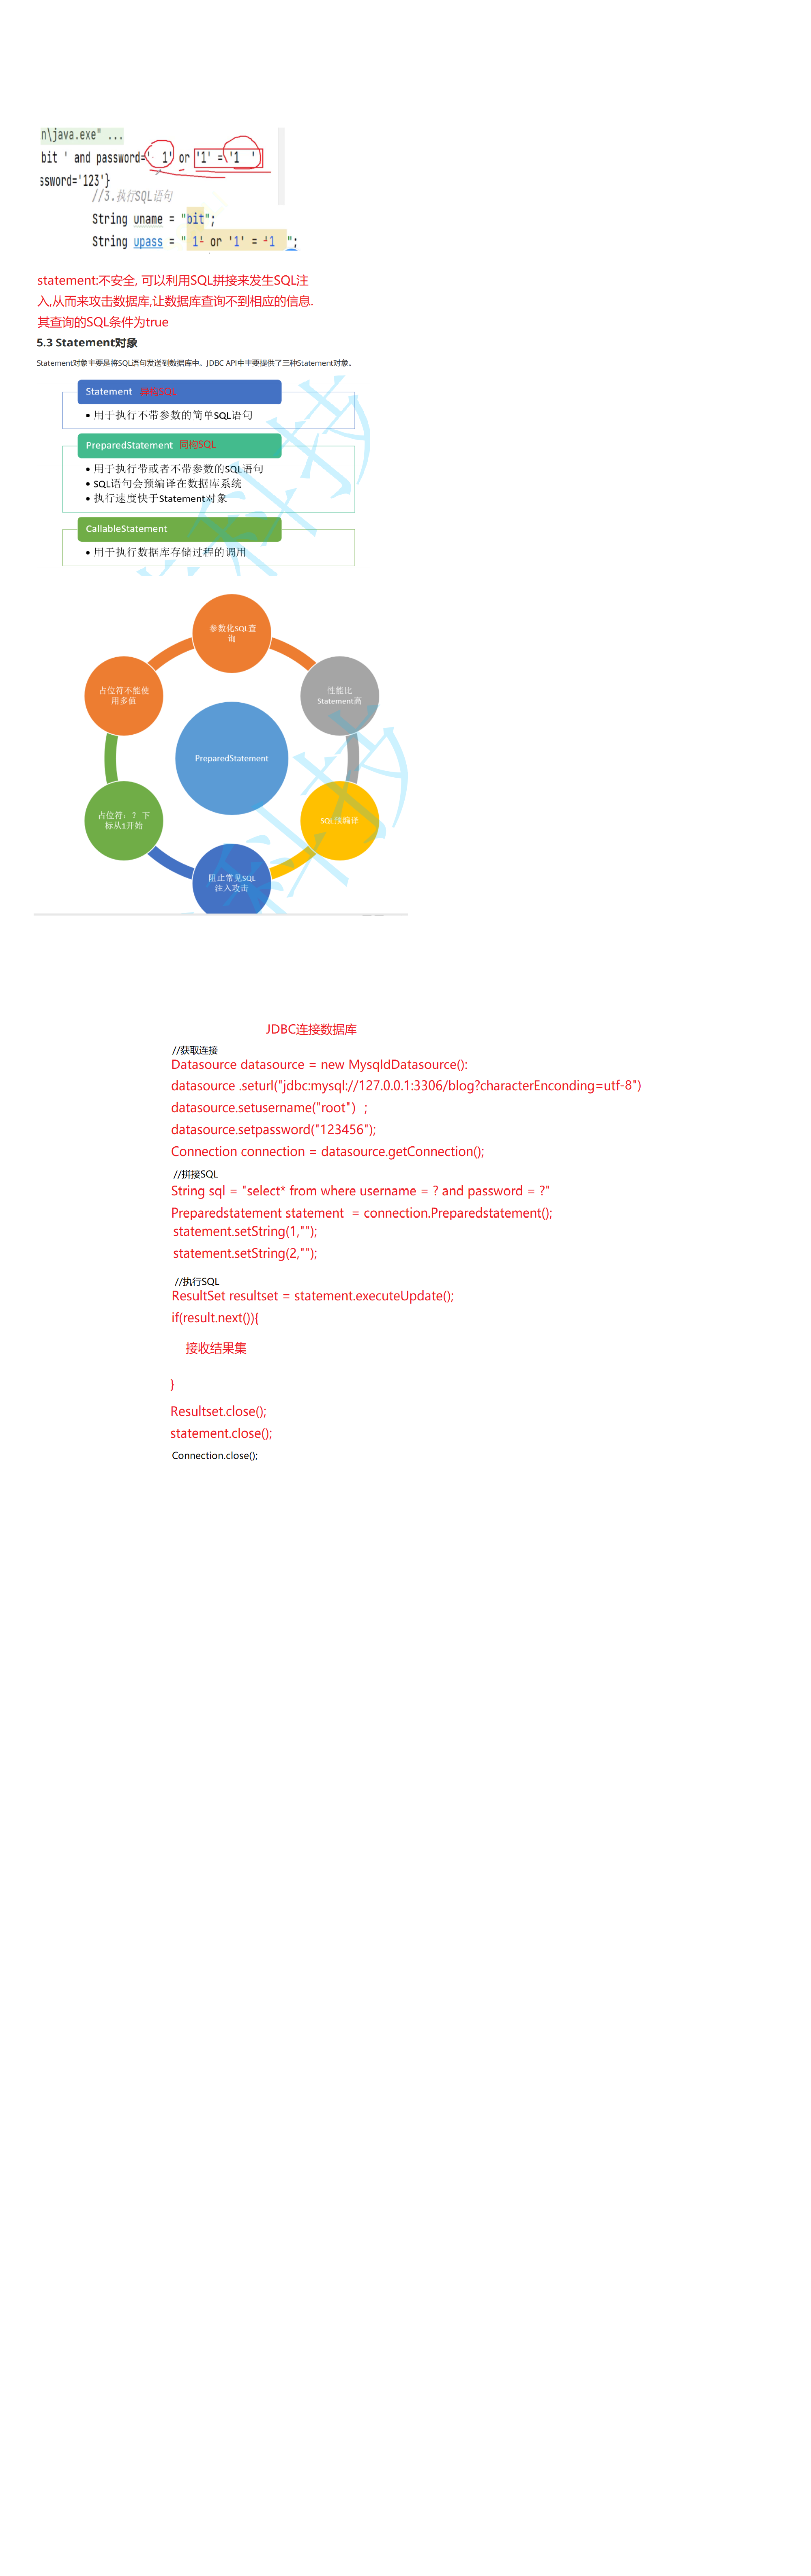 n\java.exe" ...
bit ' and password=' 1' or '1' = '1 '
ssword='123'}
//3.执行SQL语句
String uname = "bit";
String upass = " 1' or '1' = '1 ";
statement:不安全, 可以利用SQL拼接来发生SQL注
入,从而来攻击数据库,让数据库查询不到相应的信息.
其查询的SQL条件为true
5.3 Statement对象
Statement对象主要是将SQL语句发送到数据库中。JDBC API中主要提供了三种Statement对象。
Statement
• 用于执行不带参数的简单SQL语句
PreparedStatement 同构SQL
• 用于执行带或者不带参数的SQL语句
• SQL语句会预编译在数据库系统
• 执行速度快于Statement对象
CallableStatement
• 用于执行数据库存储过程的调用
参数化SQL查
询
占位符不能使
用多值
性能比
Statement高
PreparedStatement
占位符：？ 下
标从1开始
SQL预编译
阻止常见SQL
注入攻击
科技
科技
JDBC连接数据库
//获取连接
Datasource datasource = new MysqldDatasource():
datasource .seturl("jdbc:mysql://127.0.0.1:3306/blog?characterEnconding=utf-8")
datasource.setusername("root") ;
datasource.setpassword("123456");
Connection connection = datasource.getConnection();
//拼接SQL
String sql = "select* from where username = ? and password = ?"
Preparedstatement statement = connection.Preparedstatement();
statement.setString(1,"");
statement.setString(2,"");
//执行SQL
ResultSet resultset = statement.executeUpdate();
if(result.next()){
接收结果集
}
Resultset.close();
statement.close();
Connection.close();